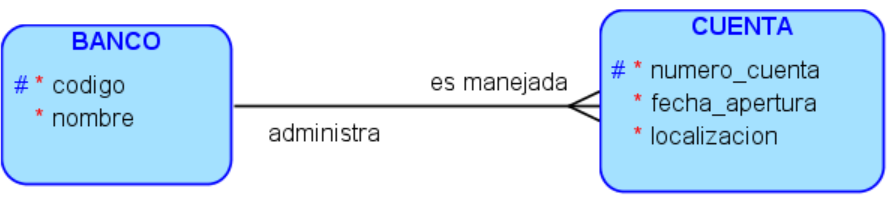 BANCO
# * codigo
* nombre
administra
es manejada
CUENTA
# * numero_cuenta
* fecha_apertura
* localizacion